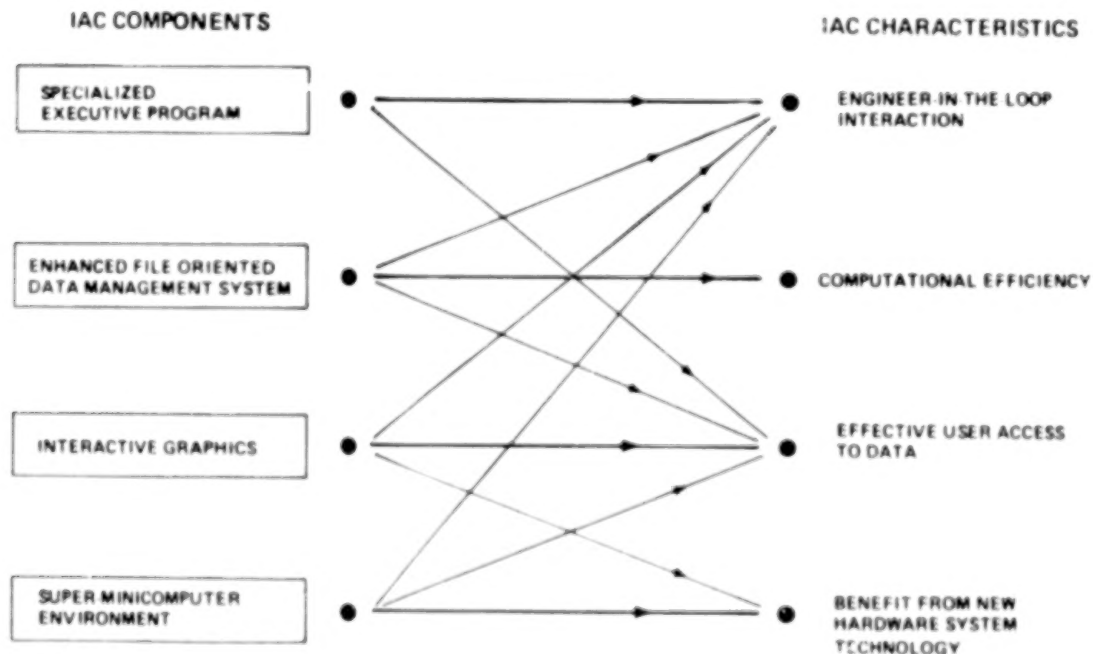 IAC COMPONENTS
IAC CHARACTERISTICS
SPECIALIZED
EXECUTIVE PROGRAM
ENGINEER-IN-THE-LOOP
INTERACTION
ENHANCED FILE ORIENTED
DATA MANAGEMENT SYSTEM
COMPUTATIONAL EFFICIENCY
INTERACTIVE GRAPHICS
EFFECTIVE USER ACCESS
TO DATA
SUPER-MINICOMPUTER
ENVIRONMENT
BENEFIT FROM NEW
HARDWARE SYSTEM
TECHNOLOGY